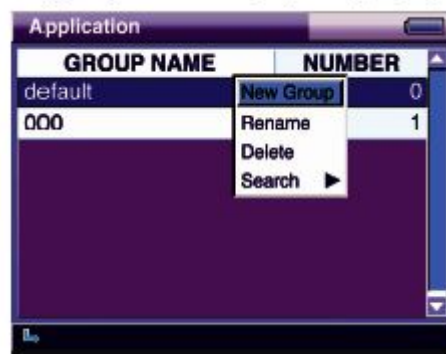 Application
GROUP NAME NUMBER
default 0
000 1
New Group
Rename
Delete
Search